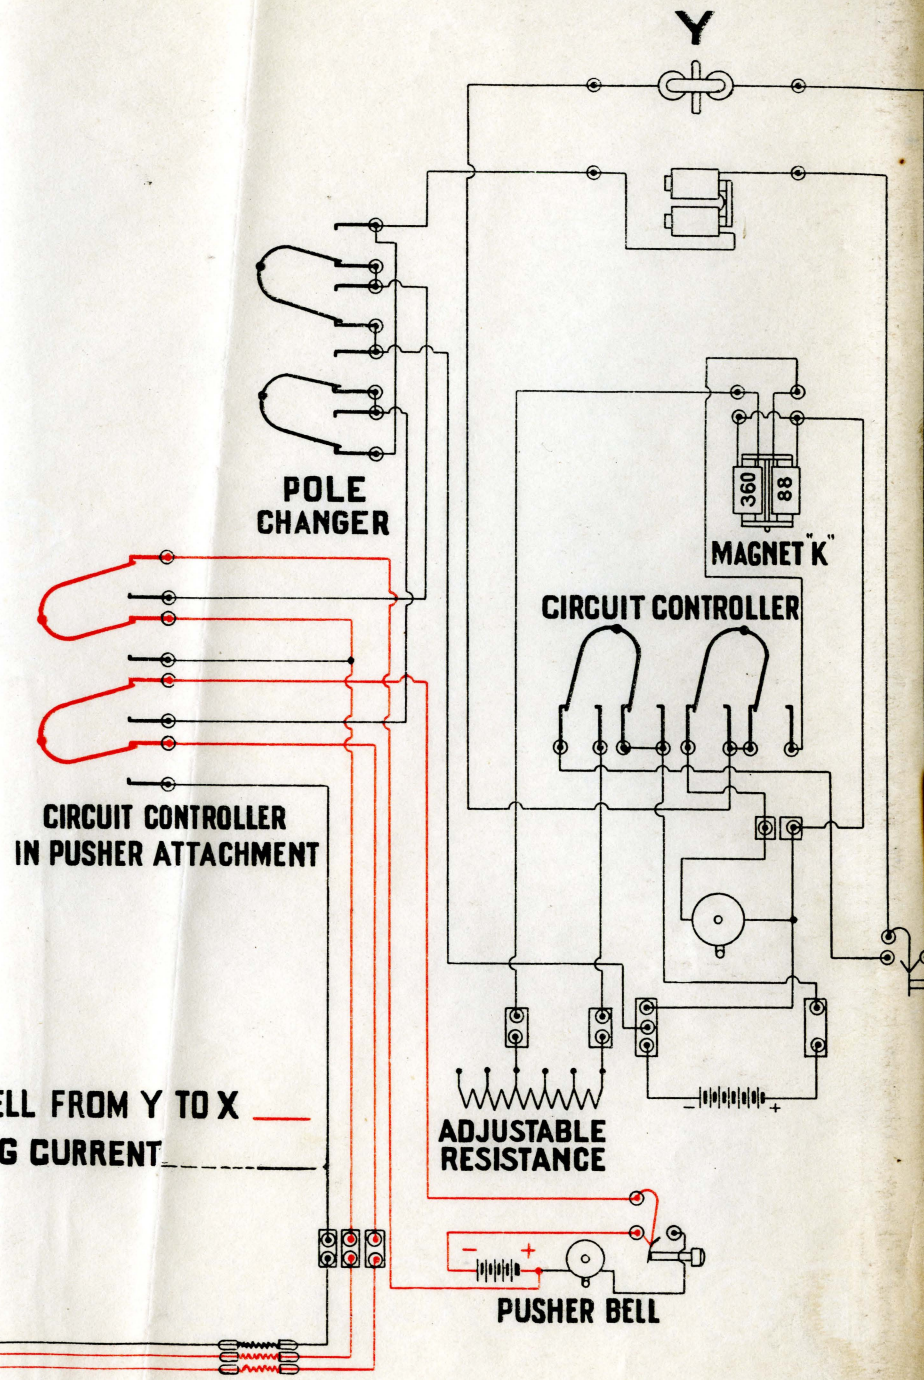 Y
POLE
CHANGER
360
88
MAGNET "K"
CIRCUIT CONTROLLER
CIRCUIT CONTROLLER
IN PUSHER ATTACHMENT
- +
ELL FROM Y TO X
G CURRENT
ADJUSTABLE
RESISTANCE
- +
PUSHER BELL